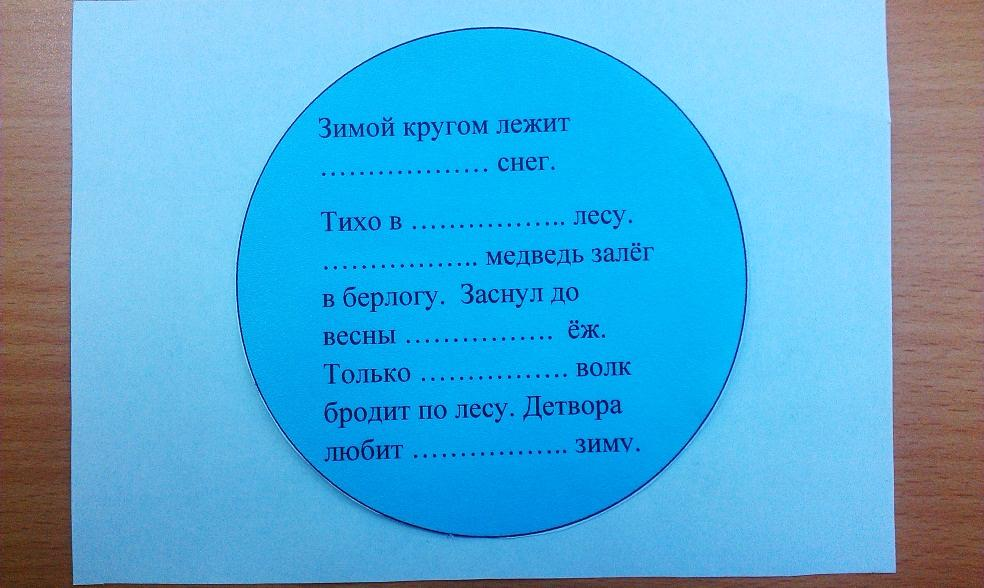 Зимой кругом лежит
……………… снег.
Тихо в …………….. лесу.
…………….. медведь залёг
в берлогу. Заснул до
весны ……………. ёж.
Только ……………. волк
бродит по лесу. Детвора
любит …………….. зиму.